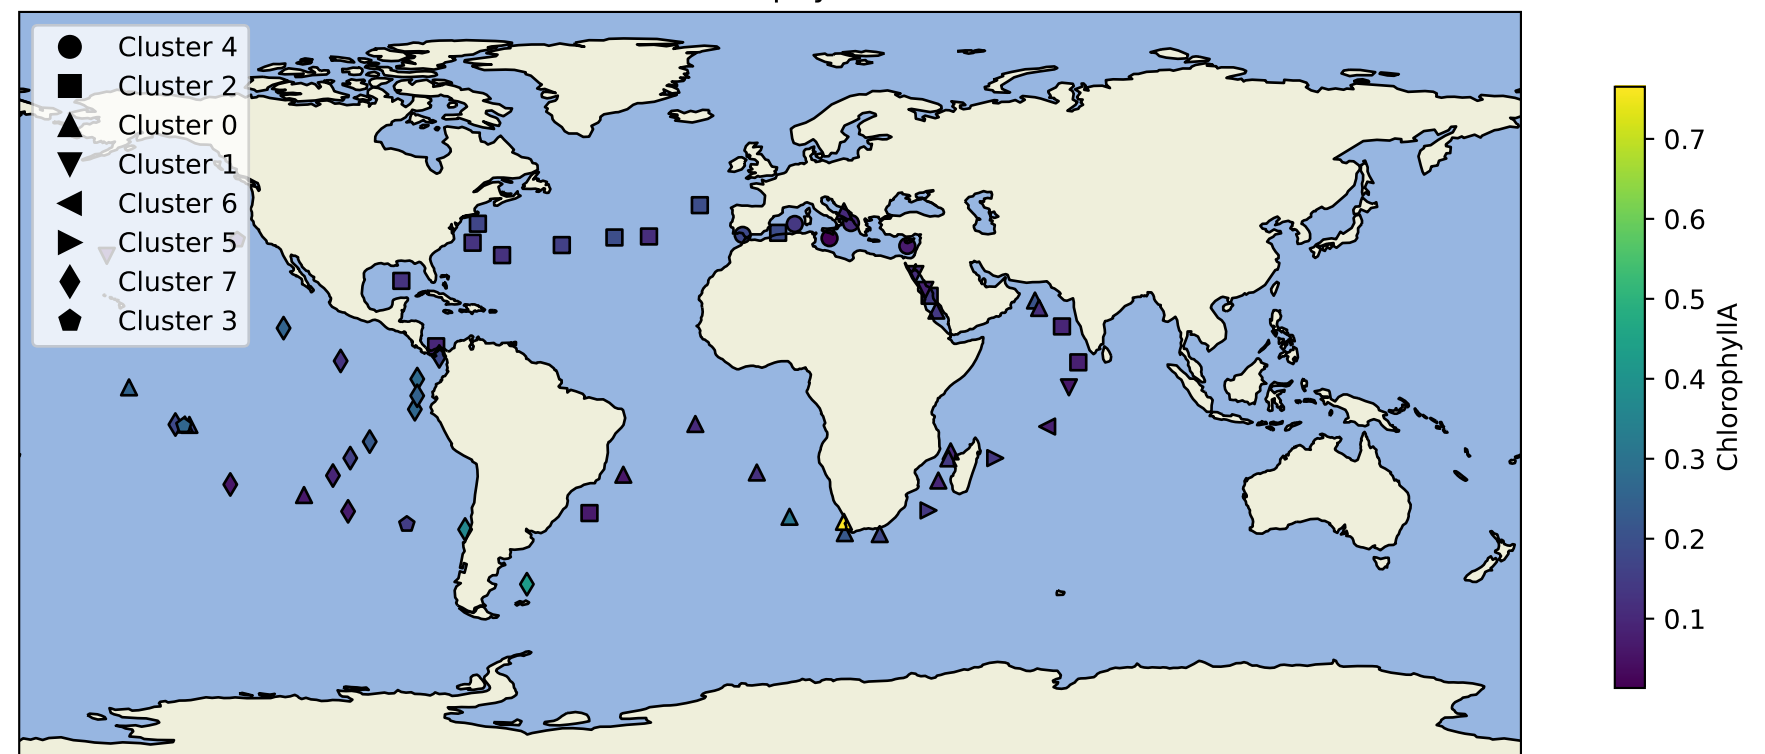 Cluster 4
Cluster 2
Cluster 0
Cluster 1
Cluster 6
Cluster 5
Cluster 7
Cluster 3
0.7
0.6
0.5
0.4
0.3
0.2
0.1
ChlorophyllA